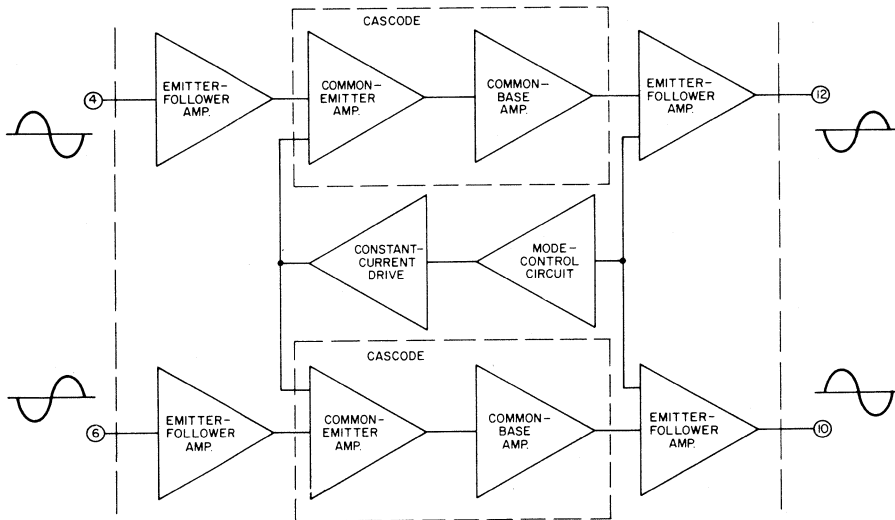 CASCODE
4
EMITTER-
FOLLOWER
AMP.
COMMON-
EMITTER
AMP.
COMMON-
BASE
AMP.
EMITTER-
FOLLOWER
AMP.
12
CONSTANT-
CURRENT
DRIVE
MODE-
CONTROL
CIRCUIT
CASCODE
6
EMITTER-
FOLLOWER
AMP.
COMMON-
EMITTER
AMP.
COMMON-
BASE
AMP.
EMITTER-
FOLLOWER
AMP.
10